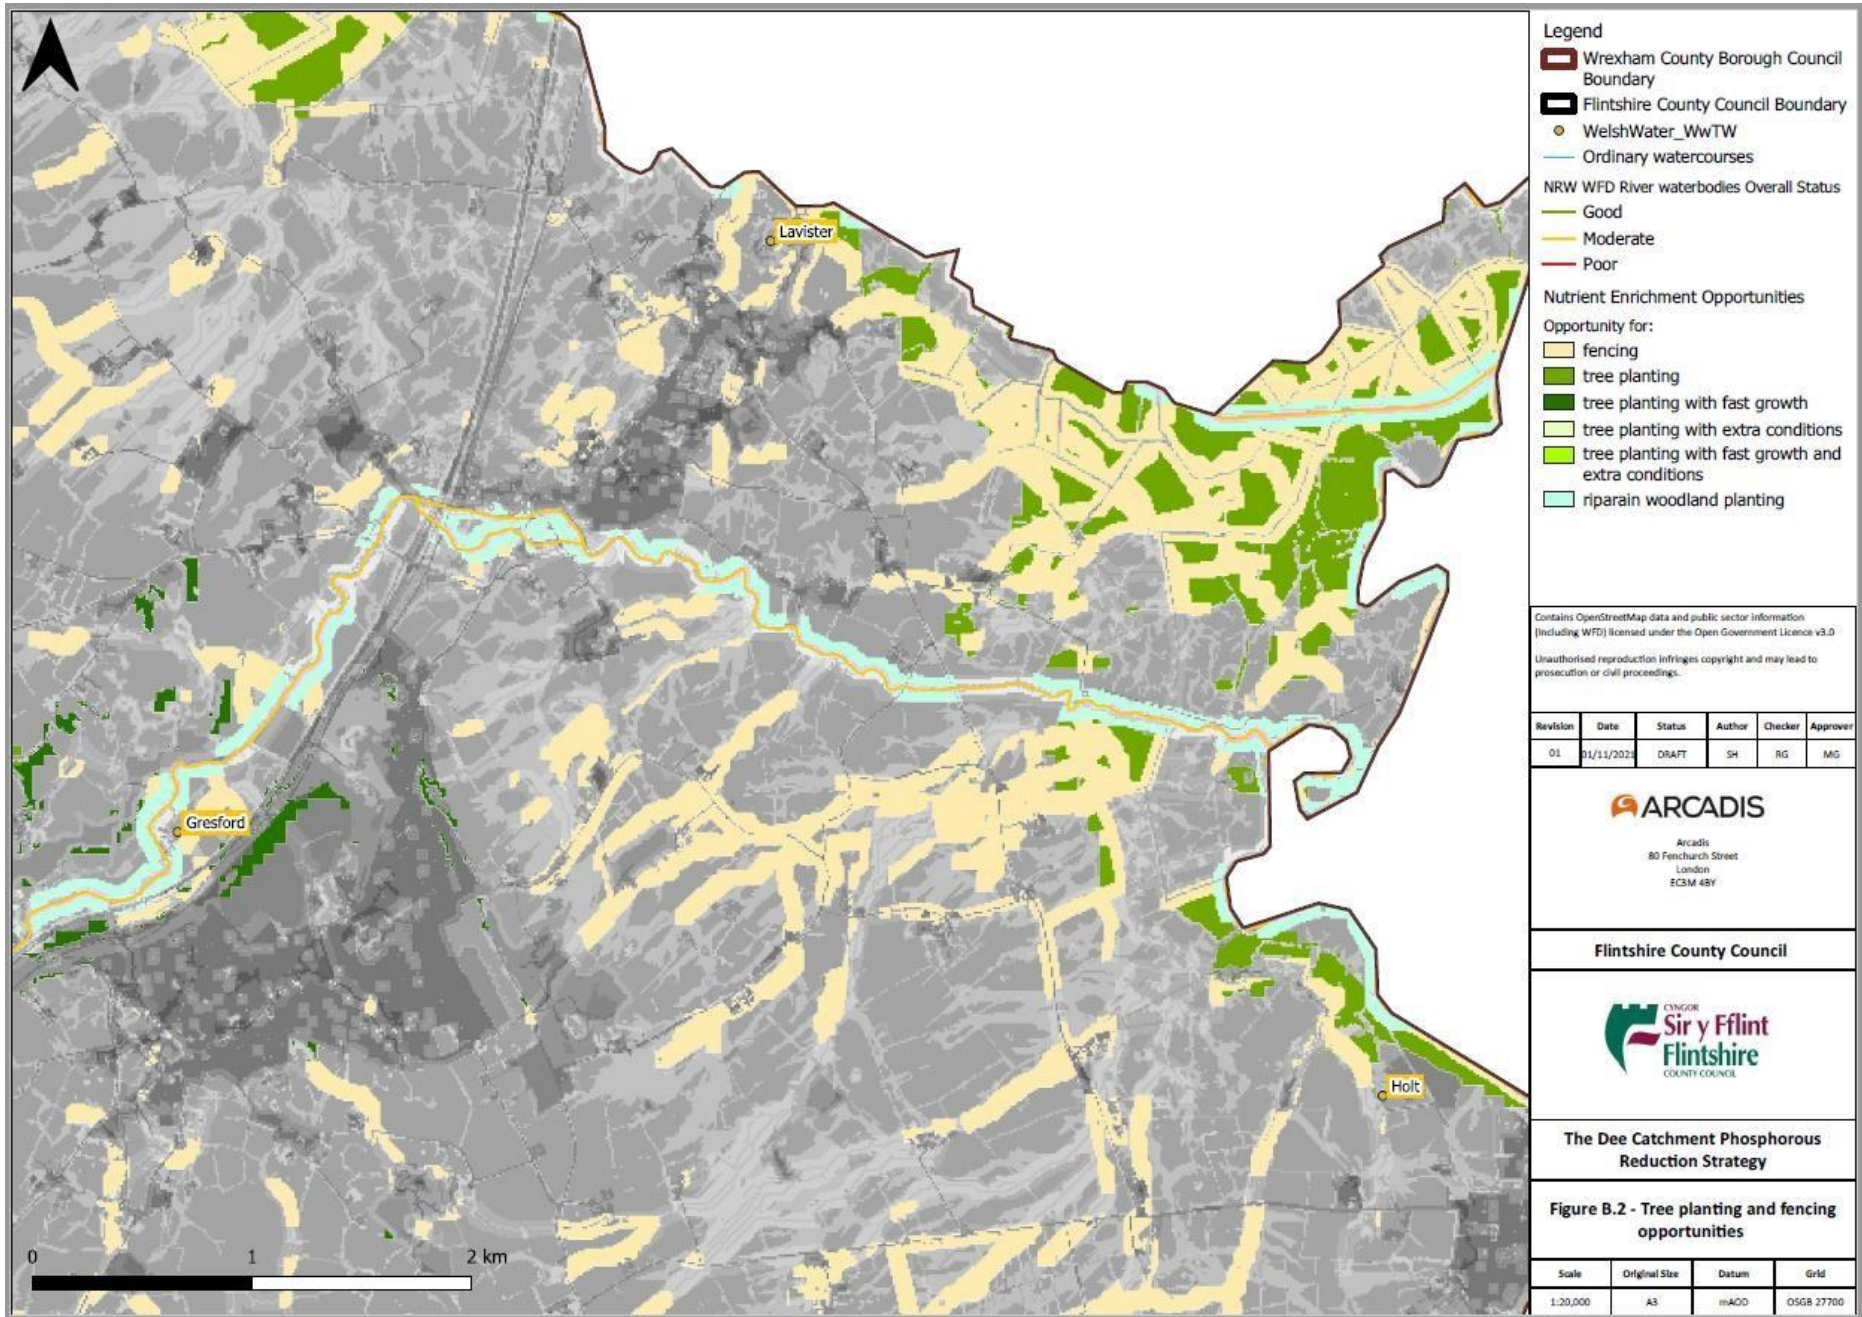 Lavister
Gresford
Holt
0 1 2 km
Legend
Wrexham County Borough Council
Boundary
Flintshire County Council Boundary
WelshWater_WwTW
Ordinary watercourses
NRW WFD River waterbodies Overall Status
Good
Moderate
Poor
Nutrient Enrichment Opportunities
Opportunity for:
fencing
tree planting
tree planting with fast growth
tree planting with extra conditions
tree planting with fast growth and
extra conditions
riparain woodland planting
Contains OpenStreetMap data and public sector information
(including WFD) licensed under the Open Government Licence v3.0
Unauthorised reproduction infringes copyright and may lead to
prosecution or civil proceedings.
Revision Date Status Author Checker Approver
01 01/11/2021 DRAFT SH RG MG
ARCADIS
Arcadis
80 Fenchurch Street
London
EC3M 4BY
Flintshire County Council
CYNGOR
Sir y Fflint
Flintshire
COUNTY COUNCIL
The Dee Catchment Phosphorous
Reduction Strategy
Figure B.2 - Tree planting and fencing
opportunities
Scale Original Size Datum Grid
1:20,000 A3 mAOD OSGB 27700